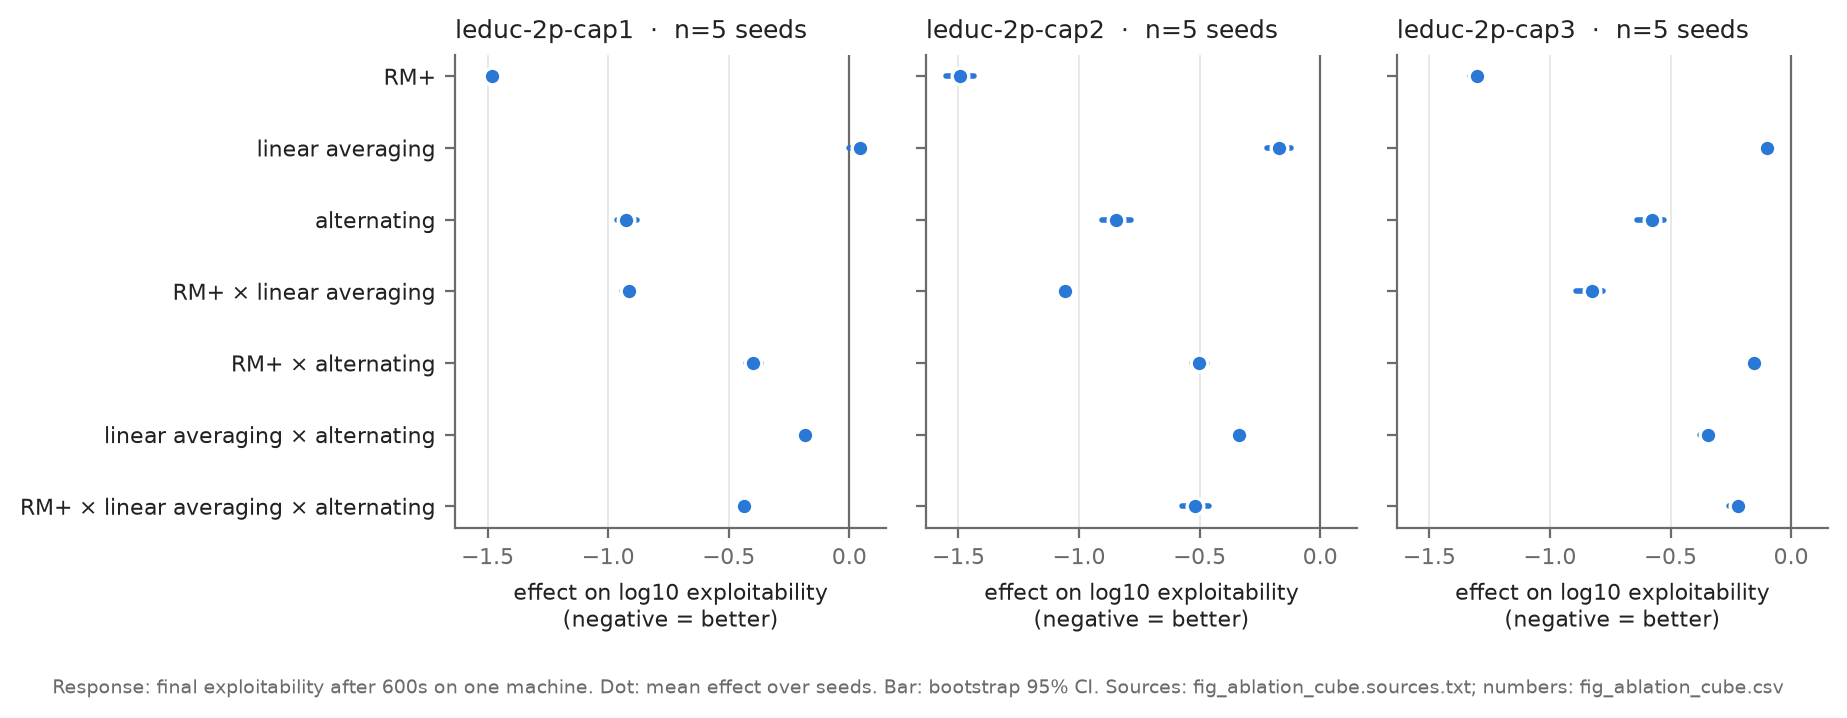 leduc-2p-cap1 · n=5 seeds
leduc-2p-cap2 · n=5 seeds
leduc-2p-cap3 · n=5 seeds
RM+
linear averaging
alternating
RM+ × linear averaging
RM+ × alternating
linear averaging × alternating
RM+ × linear averaging × alternating
−1.5 −1.0 −0.5 0.0
−1.5 −1.0 −0.5 0.0
−1.5 −1.0 −0.5 0.0
effect on log10 exploitability
(negative = better)
effect on log10 exploitability
(negative = better)
effect on log10 exploitability
(negative = better)
Response: final exploitability after 600s on one machine. Dot: mean effect over seeds. Bar: bootstrap 95% CI. Sources: fig_ablation_cube.sources.txt; numbers: fig_ablation_cube.csv